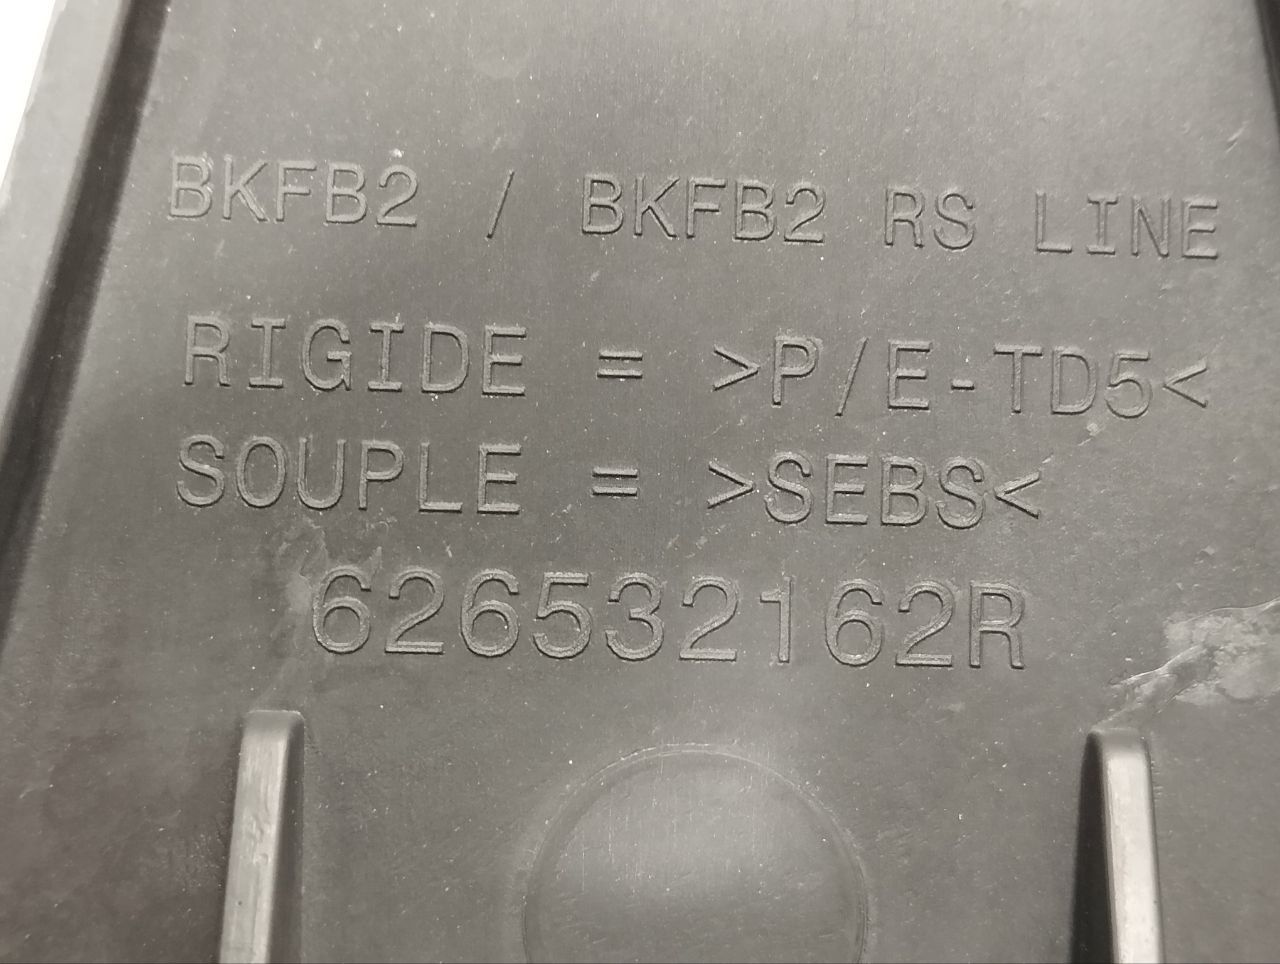 BKFB2 / BKFB2 RS LINE
RIGIDE = >P/E-TD5<
SOUPLE = >SEBS<
626532162R